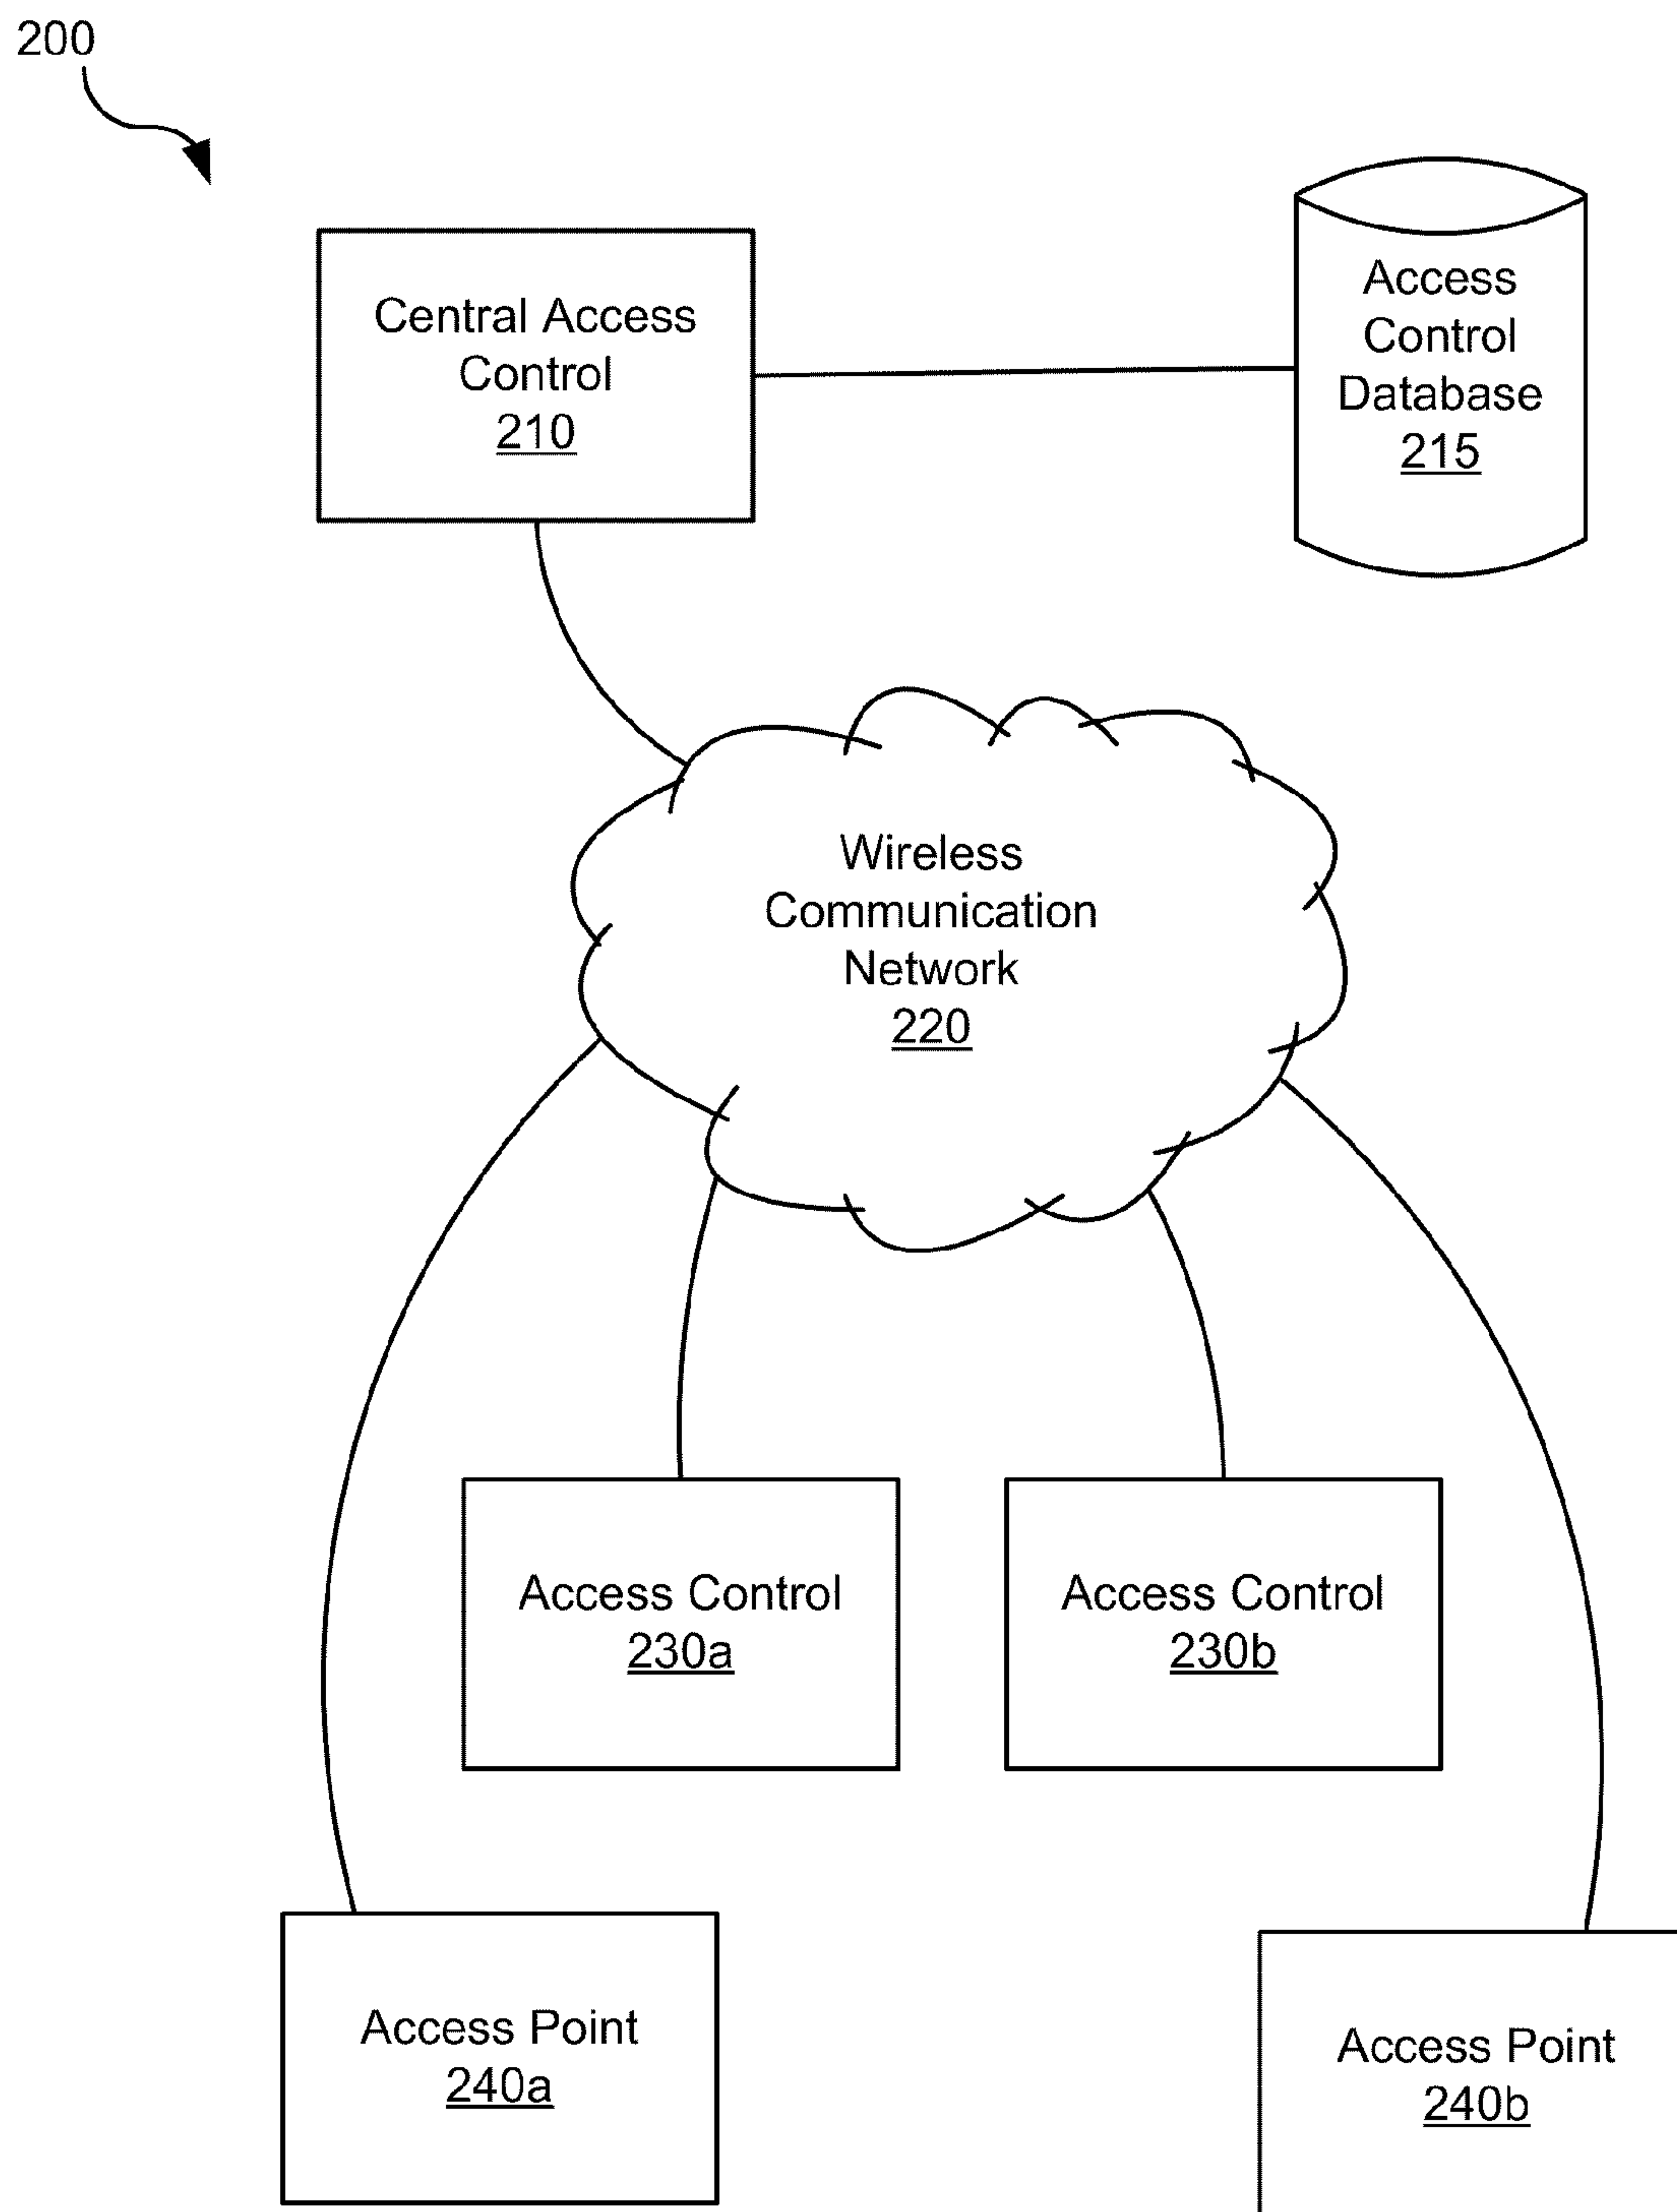 200
Central Access
Control
210
Access
Control
Database
215
Wireless
Communication
Network
220
Access Control
230a
Access Control
230b
Access Point
240a
Access Point
240b